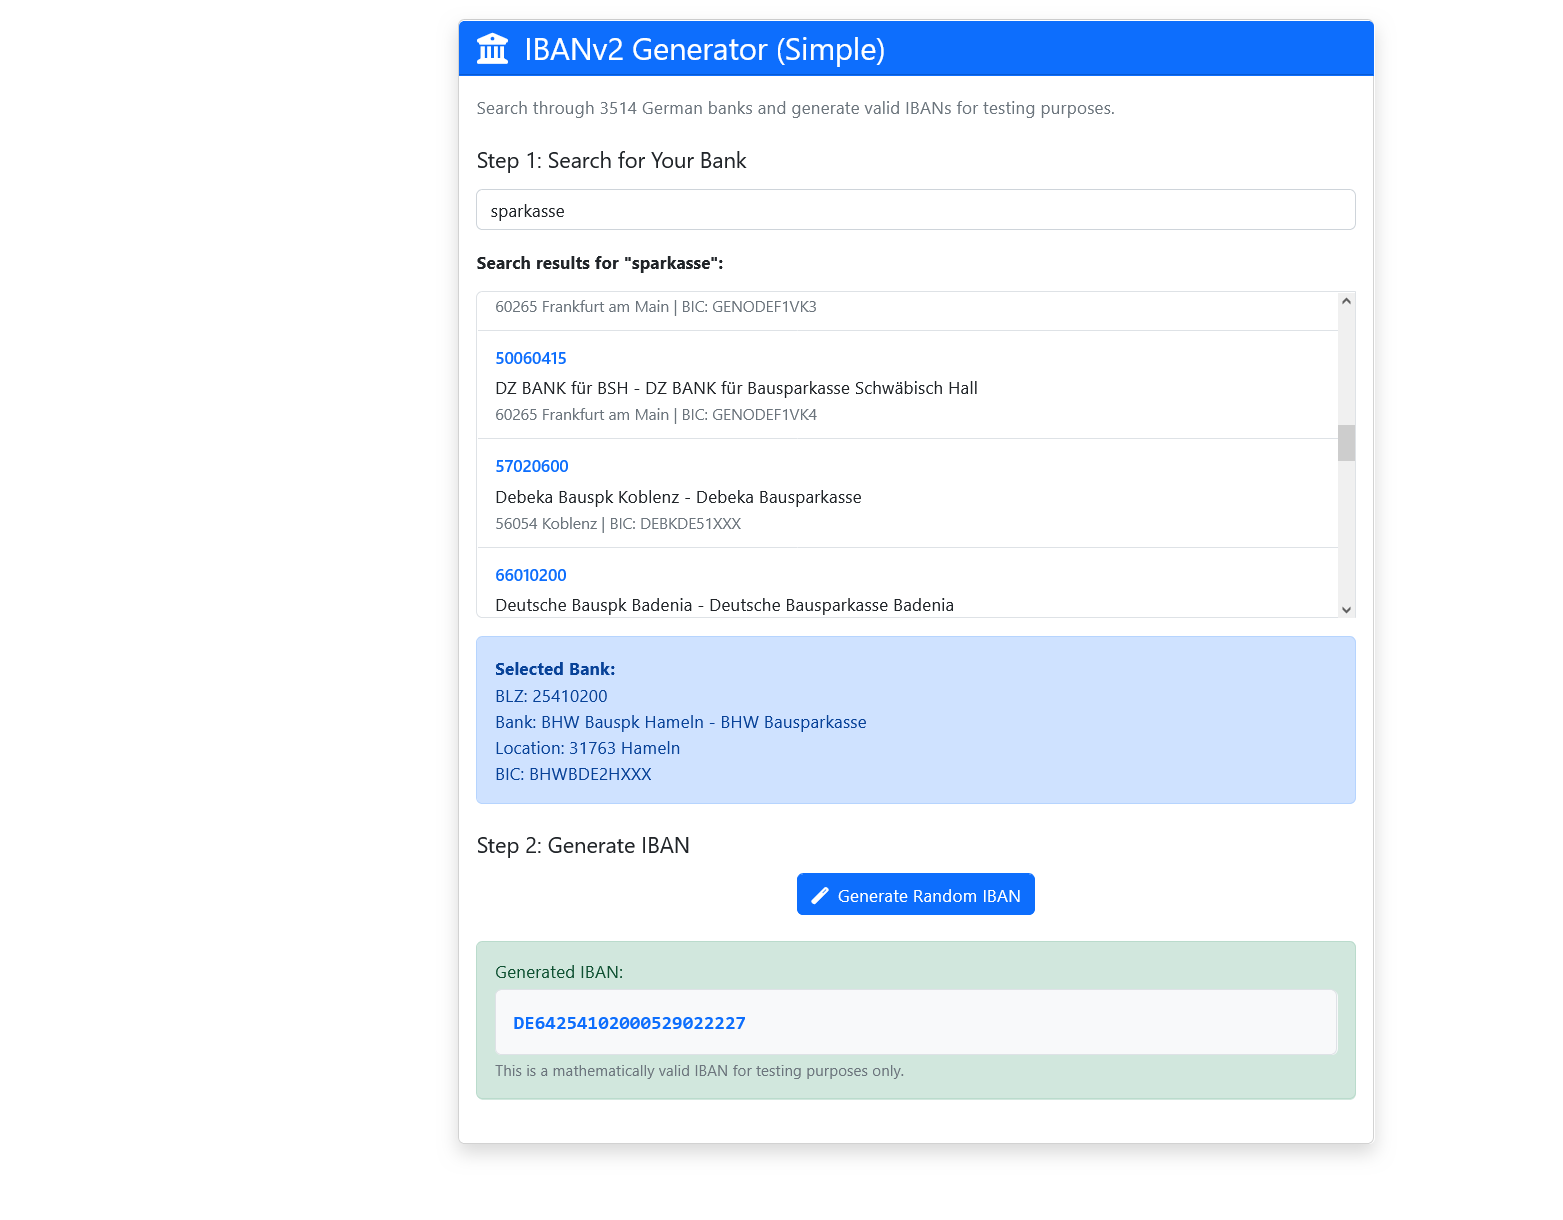 IBANv2 Generator (Simple)
Search through 3514 German banks and generate valid IBANs for testing purposes.
Step 1: Search for Your Bank
sparkasse
Search results for "sparkasse":
60265 Frankfurt am Main | BIC: GENODEF1VK3
50060415
DZ BANK für BSH - DZ BANK für Bausparkasse Schwäbisch Hall
60265 Frankfurt am Main | BIC: GENODEF1VK4
57020600
Debeka Bauspk Koblenz - Debeka Bausparkasse
56054 Koblenz | BIC: DEBKDE51XXX
66010200
Deutsche Bauspk Badenia - Deutsche Bausparkasse Badenia
Selected Bank:
BLZ: 25410200
Bank: BHW Bauspk Hameln - BHW Bausparkasse
Location: 31763 Hameln
BIC: BHWBDE2HXXX
Step 2: Generate IBAN
Generate Random IBAN
Generated IBAN:
DE64254102000529022227
This is a mathematically valid IBAN for testing purposes only.